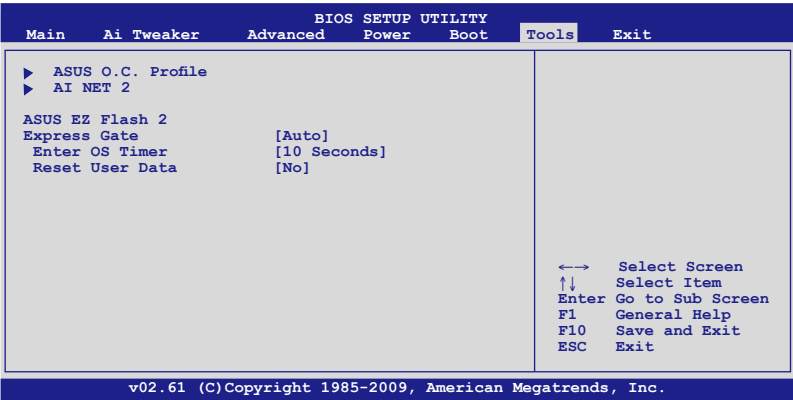 BIOS SETUP UTILITY
Main Ai Tweaker Advanced Power Boot Tools Exit
ASUS O.C. Profile
AI NET 2
ASUS EZ Flash 2
Express Gate [Auto]
Enter OS Timer [10 Seconds]
Reset User Data [No]
←→ Select Screen
↑↓ Select Item
Enter Go to Sub Screen
F1 General Help
F10 Save and Exit
ESC Exit
v02.61 (C)Copyright 1985-2009, American Megatrends, Inc.